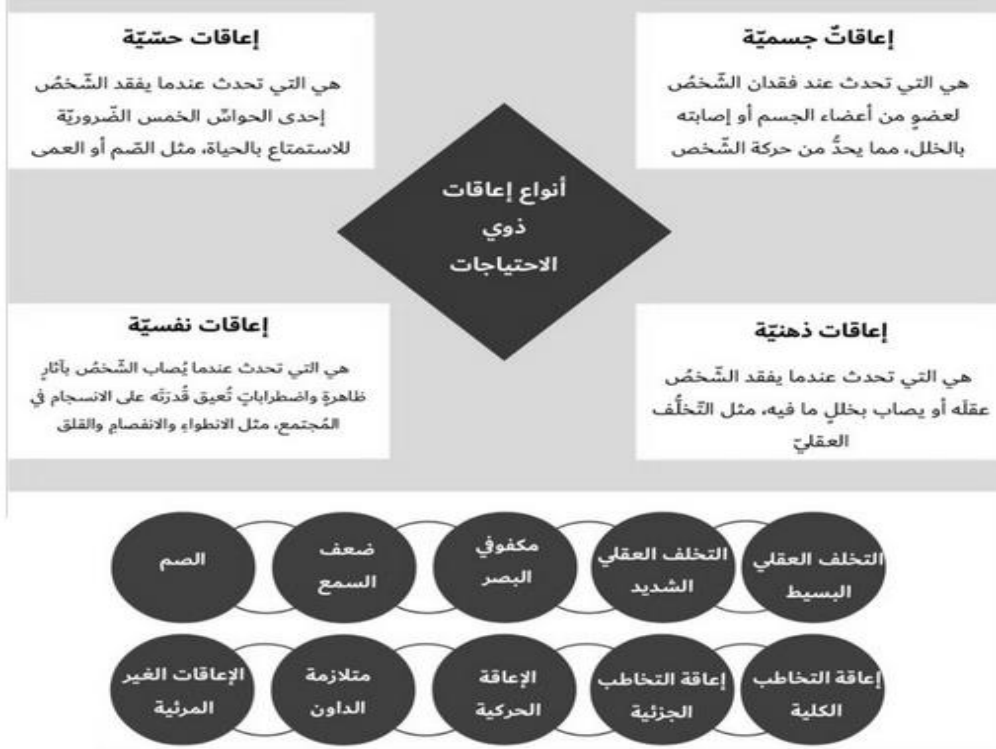 إعاقاتٌ جسميّة
هي التي تحدث عند فقدان الشّخصُ
لعضوٍ من أعضاء الجسم أو إصابته
بالخلل، مما يحدُّ من حركة الشّخص
إعاقات حسّيّة
هي التي تحدث عندما يفقد الشّخصُ
إحدى الحواسّ الخمس الضّروريّة
للاستمتاع بالحياة، مثل الصّم أو العمى
أنواع إعاقات
ذوي
الاحتياجات
إعاقات ذهنيّة
هي التي تحدث عندما يفقد الشّخصُ
عقلَه أو يصاب بخللٍ ما فيه، مثل التّخلُّف
العقليّ
إعاقات نفسيّة
هي التي تحدث عندما يُصاب الشّخصُ بآثارٍ
ظاهرةٍ واضطراباتٍ تُعيق قُدرَتَه على الانسجام في
المُجتمع، مثل الانطواءِ والانفصامِ والقلق
التخلف العقلي
البسيط
التخلف العقلي
الشديد
مكفوفي
البصر
ضعف
السمع
الصم
إعاقة التخاطب
الكلية
إعاقة التخاطب
الجزئية
الإعاقة
الحركية
متلازمة
الداون
الإعاقات الغير
المرئية